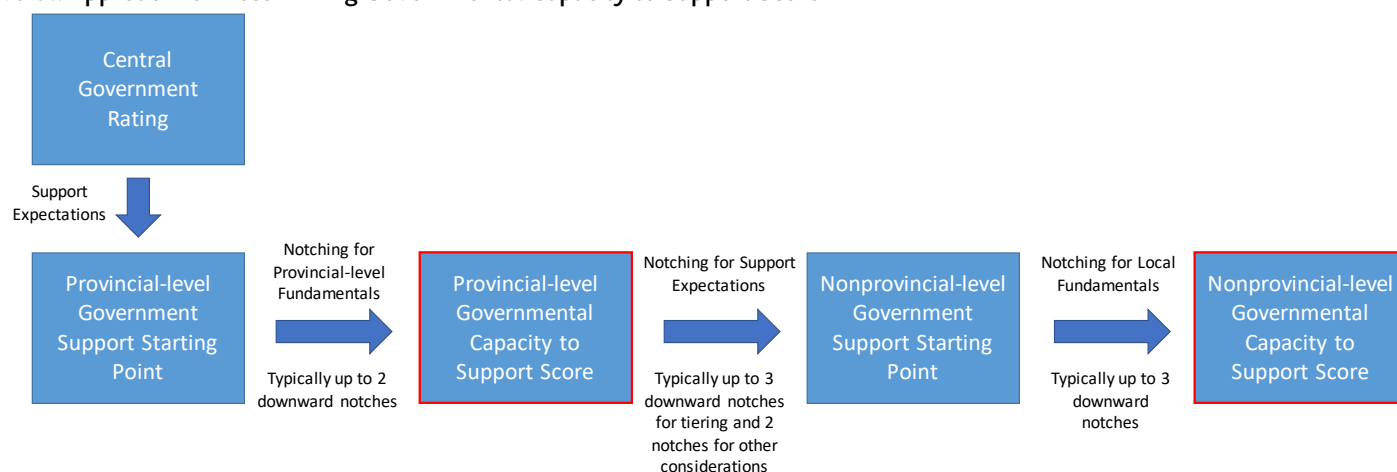 Central
Government
Rating
Support
Expectations
Provincial-level
Government
Support Starting
Point
Notching for
Provincial-level
Fundamentals
Typically up to 2
downward notches
Provincial-level
Governmental
Capacity to
Support Score
Notching for Support
Expectations
Typically up to 3
downward notches
for tiering and 2
notches for other
considerations
Nonprovincial-level
Government
Support Starting
Point
Notching for Local
Fundamentals
Typically up to 3
downward
notches
Nonprovincial-level
Governmental
Capacity to
Support Score